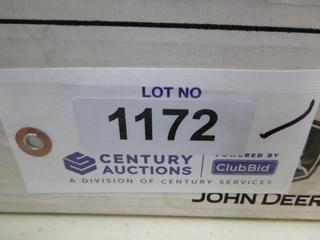 LOT NO
1172
CENTURY AUCTIONS
POWERED BY
ClubBid
A DIVISION OF CENTURY SERVICES
JOHN DEER